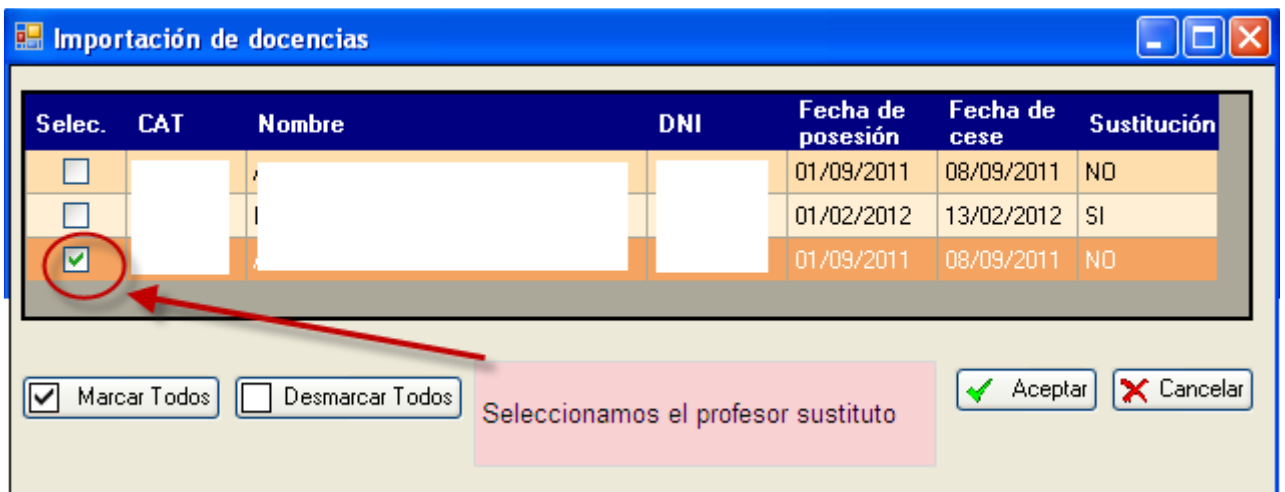 Importación de docencias
Selec. CAT Nombre DNI Fecha de posesión Fecha de cese Sustitución
01/09/2011 08/09/2011 NO
01/02/2012 13/02/2012 SI
01/09/2011 08/09/2011 NO
Marcar Todos Desmarcar Todos Aceptar Cancelar
Seleccionamos el profesor sustituto